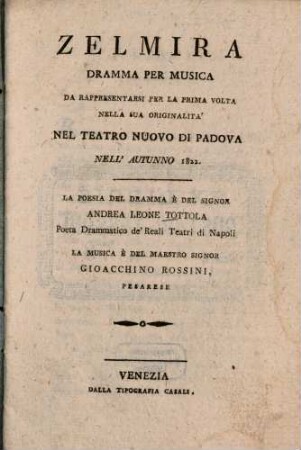 ZELMIRA
DRAMMA PER MUSICA
DA RAPPRESENTARSI PER LA PRIMA VOLTA
NELLA SUA ORIGINALITA'
NEL TEATRO NUOVO DI PADOVA
NELL' AUTUNNO 1822.
LA POESIA DEL DRAMMA È DEL SIGNOR
ANDREA LEONE TOTTOLA
Poeta Drammatico de' Reali Teatri di Napoli
LA MUSICA È DEL MAESTRO SIGNOR
GIOACCHINO ROSSINI,
PESARESE
VENEZIA
DALLA TIPOGRAFIA CASALI.